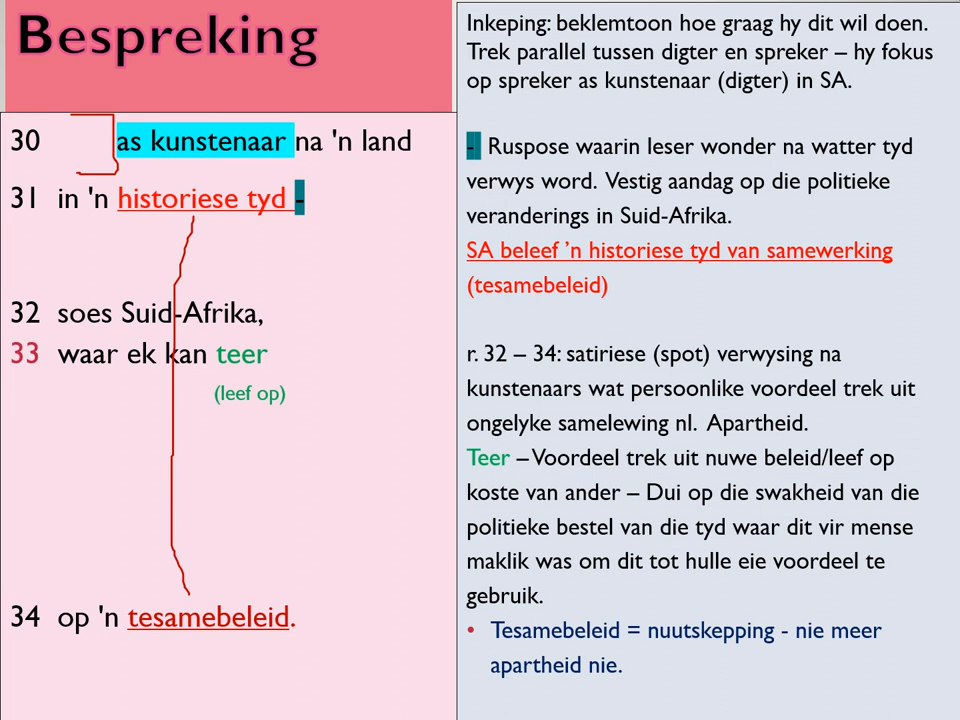 Bespreking
30 as kunstenaar na 'n land
31 in 'n historiese tyd -
32 soes Suid-Afrika,
33 waar ek kan teer
(leef op)
34 op 'n tesamebeleid.
Inkeping: beklemtoon hoe graag hy dit wil doen.
Trek parallel tussen digter en spreker – hy fokus
op spreker as kunstenaar (digter) in SA.
- Ruspose waarin leser wonder na watter tyd
verwys word. Vestig aandag op die politieke
veranderings in Suid-Afrika.
SA beleef ’n historiese tyd van samewerking
(tesamebeleid)
r. 32 – 34: satiriese (spot) verwysing na
kunstenaars wat persoonlike voordeel trek uit
ongelyke samelewing nl. Apartheid.
Teer – Voordeel trek uit nuwe beleid/leef op
koste van ander – Dui op die swakheid van die
politieke bestel van die tyd waar dit vir mense
maklik was om dit tot hulle eie voordeel te
gebruik.
• Tesamebeleid = nuutskepping - nie meer
apartheid nie.